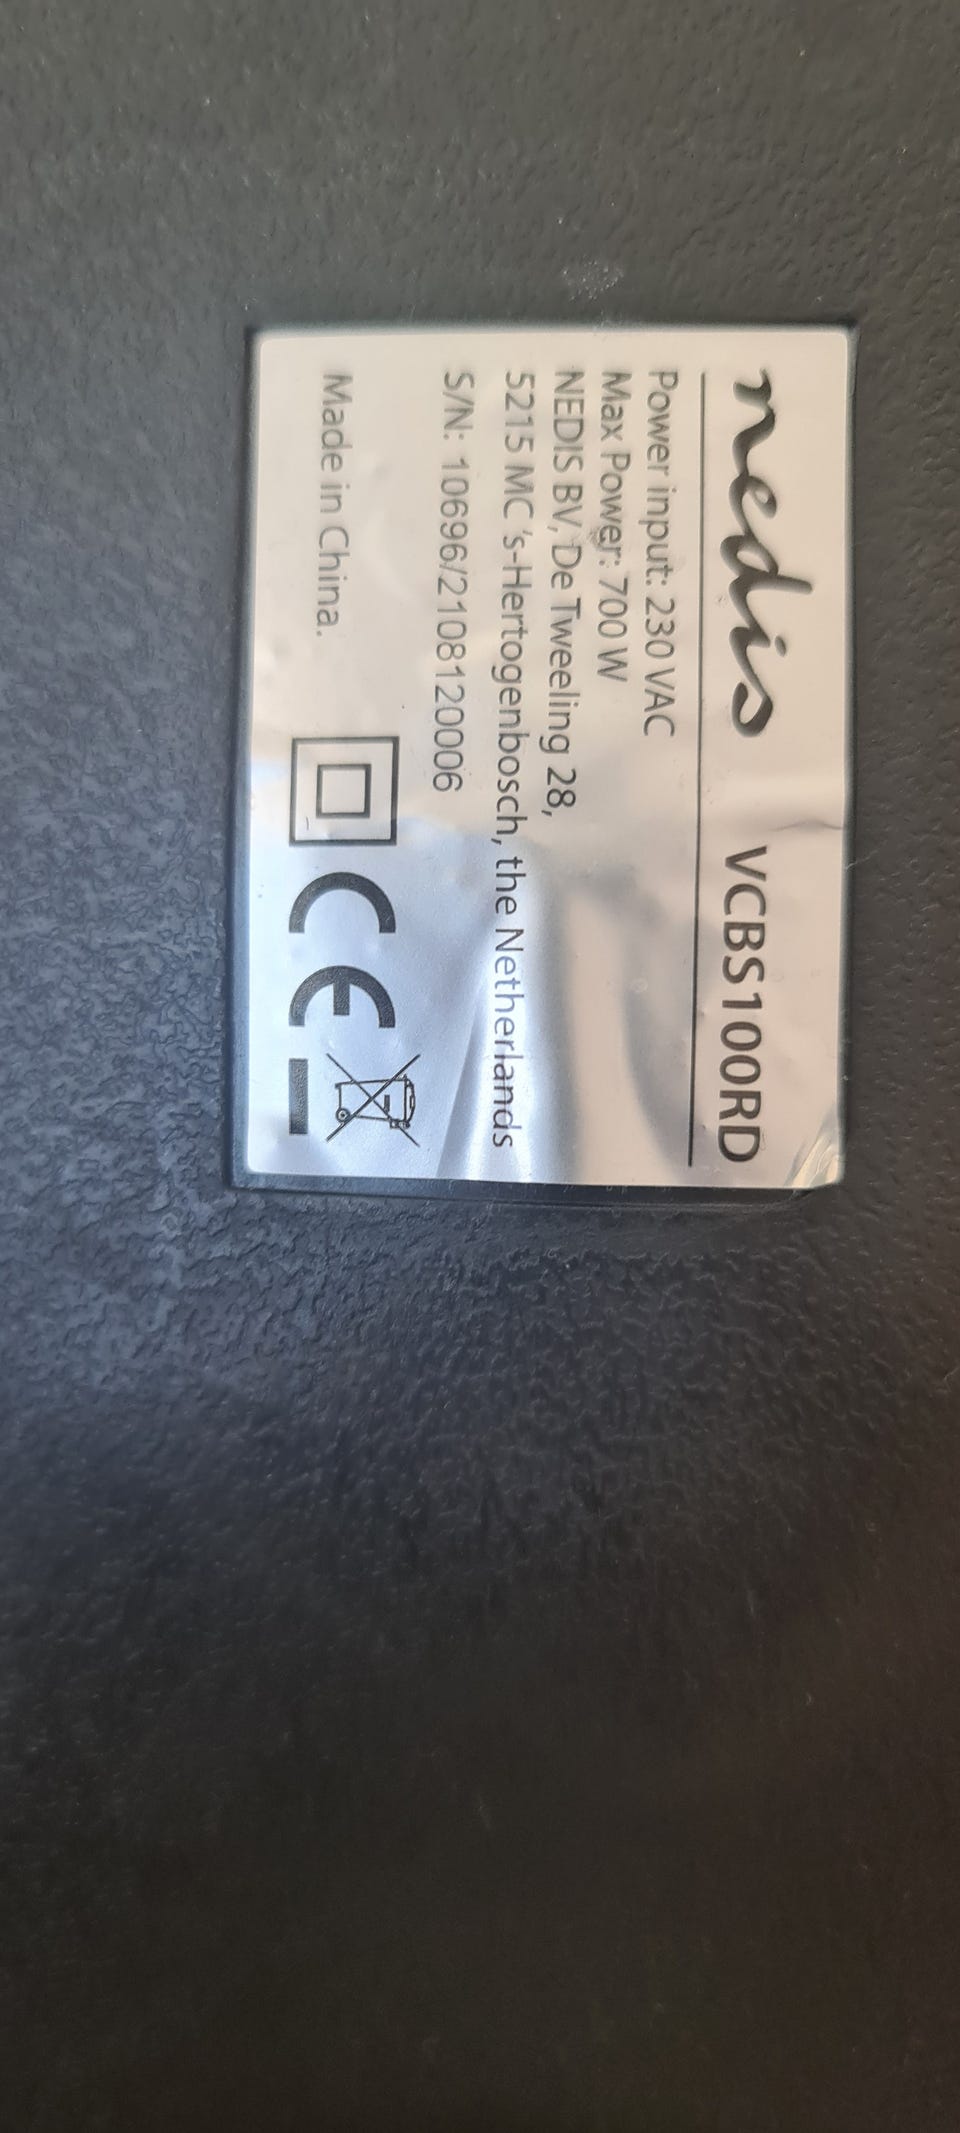 nedis VCBS100RD
Power input: 230 VAC
Max Power: 700 W
NEDIS BV, De Tweeling 28,
5215 MC 's-Hertogenbosch, the Netherlands
S/N: 10696/2108120006
Made in China.
CE